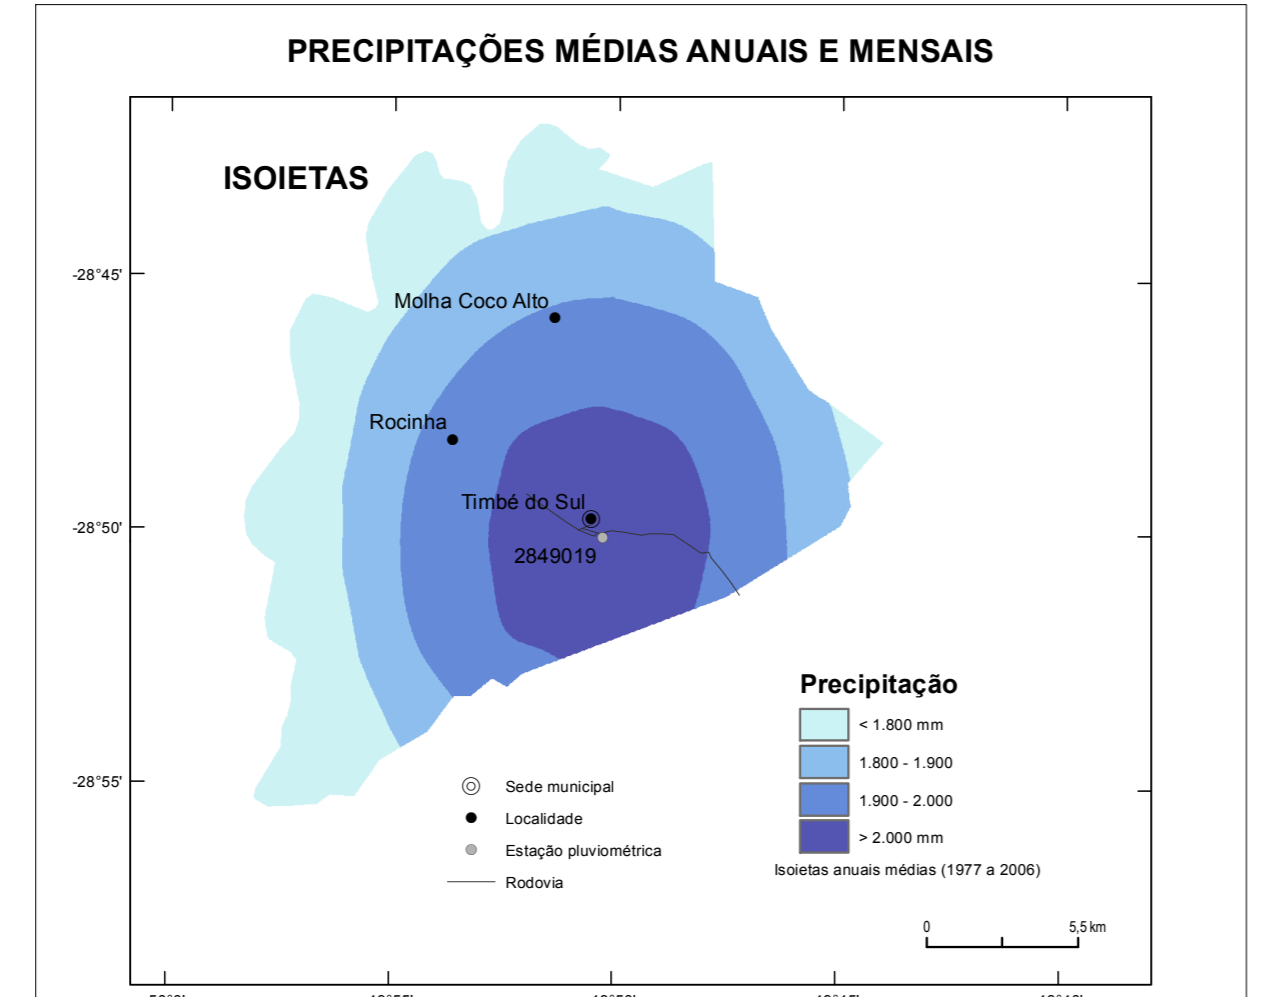 PRECIPITAÇÕES MÉDIAS ANUAIS E MENSAIS
ISOIETAS
-28°45'
Molha Coco Alto
Rocinha
Timbé do Sul
-28°50'
2849019
Precipitação
< 1.800 mm
1.800 - 1.900
1.900 - 2.000
> 2.000 mm
Isoietas anuais médias (1977 a 2006)
-28°55'
Sede municipal
Localidade
Estação pluviométrica
Rodovia
0 5,5 km